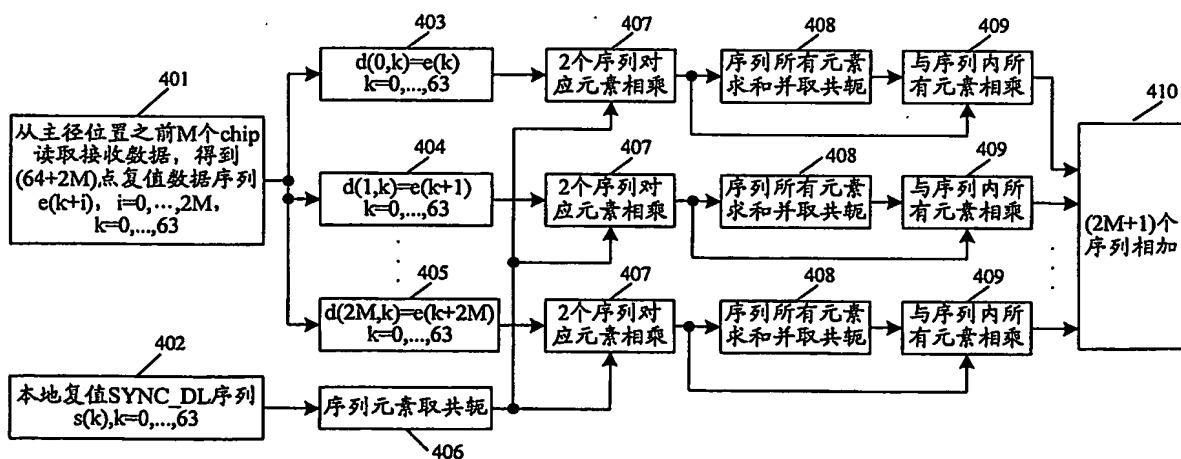 403
d(0,k)=e(k)
k=0,...,63
407
2个序列对
应元素相乘
408
序列所有元素
求和并取共轭
409
与序列内所
有元素相乘
401
从主径位置之前M个chip
读取接收数据，得到
(64+2M)点复值数据序列
e(k+i)，i=0,...,2M，
k=0,...,63
404
d(1,k)=e(k+1)
k=0,...,63
407
2个序列对
应元素相乘
408
序列所有元素
求和并取共轭
409
与序列内所
有元素相乘
410
(2M+1)个
序列相加
405
d(2M,k)=e(k+2M)
k=0,...,63
407
2个序列对
应元素相乘
408
序列所有元素
求和并取共轭
409
与序列内所
有元素相乘
402
本地复值SYNC_DL序列
s(k),k=0,...,63
序列元素取共轭
406